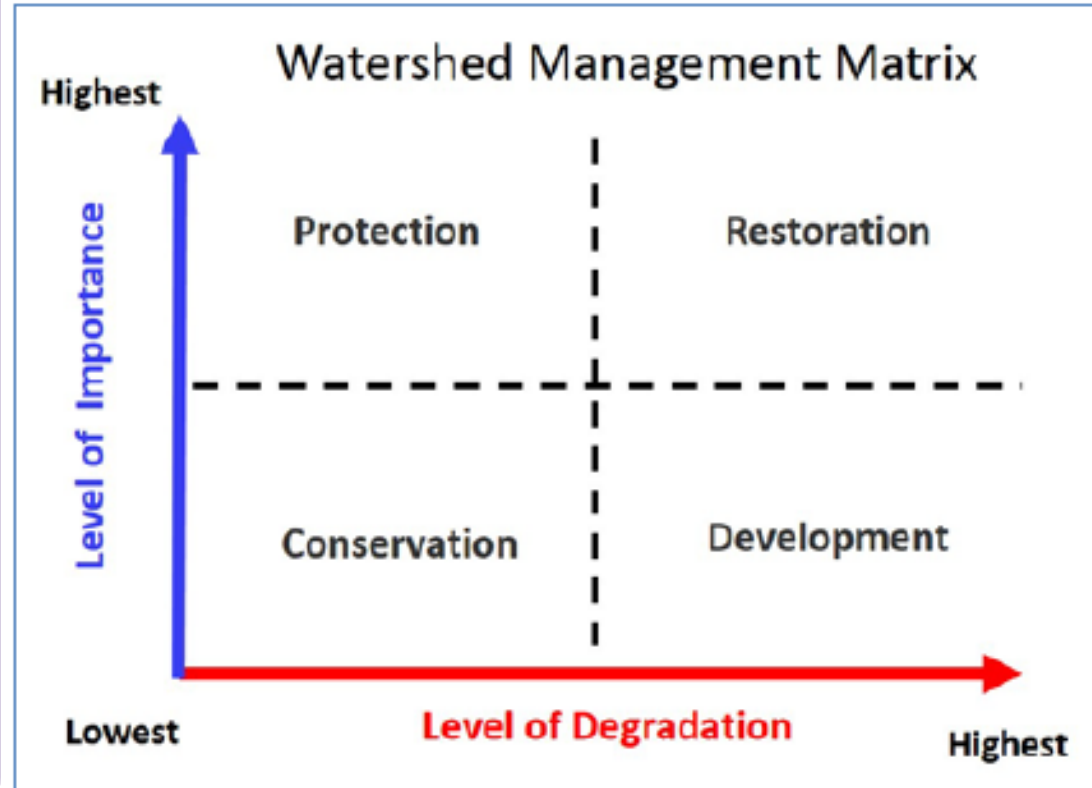 Watershed Management Matrix
Highest
Level of Importance
Protection
Restoration
Conservation
Development
Lowest
Level of Degradation
Highest